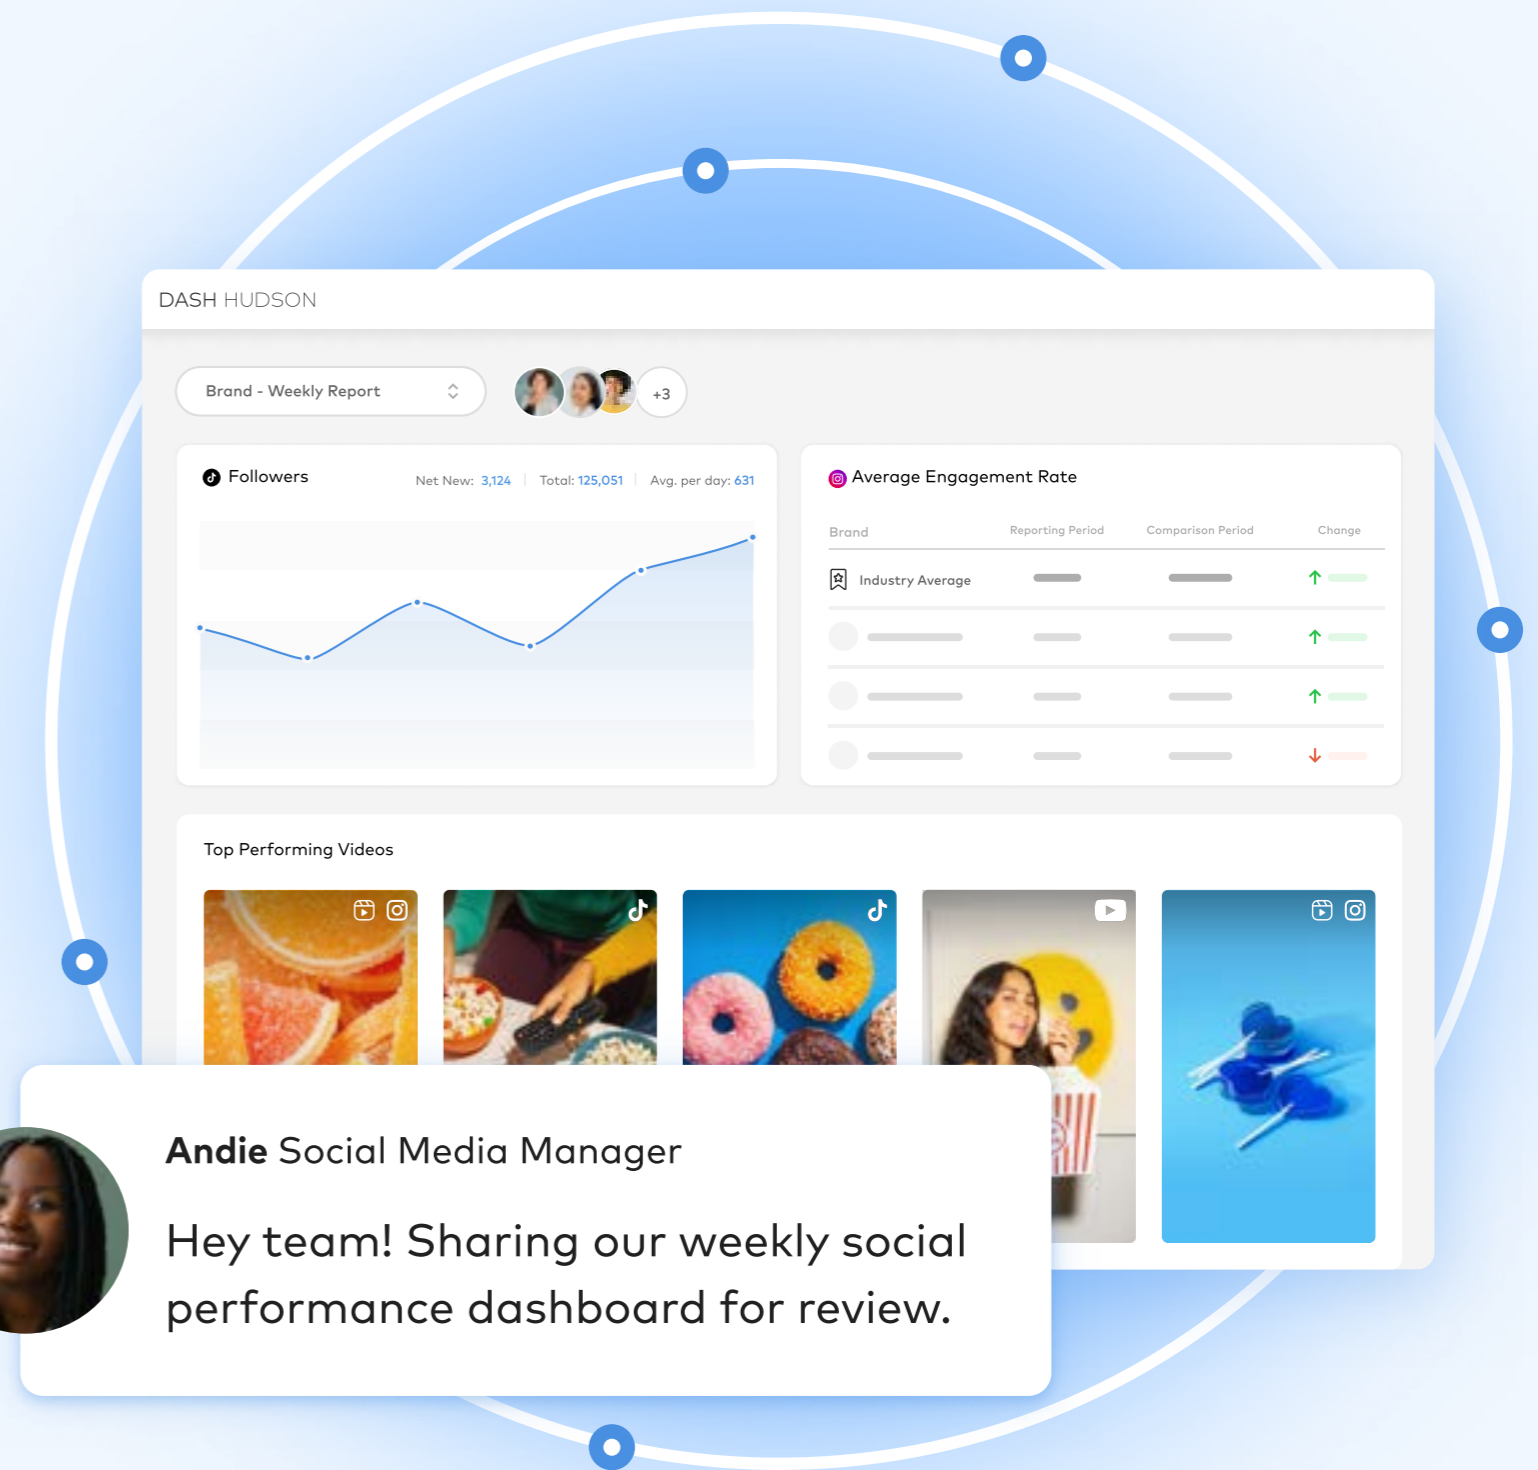 DASH HUDSON
Brand - Weekly Report
+3
Followers
Net New: 3,124
Total: 125,051
Avg. per day: 631
Average Engagement Rate
Brand Reporting Period Comparison Period Change
Industry Average
Top Performing Videos
Andie Social Media Manager
Hey team! Sharing our weekly social
performance dashboard for review.